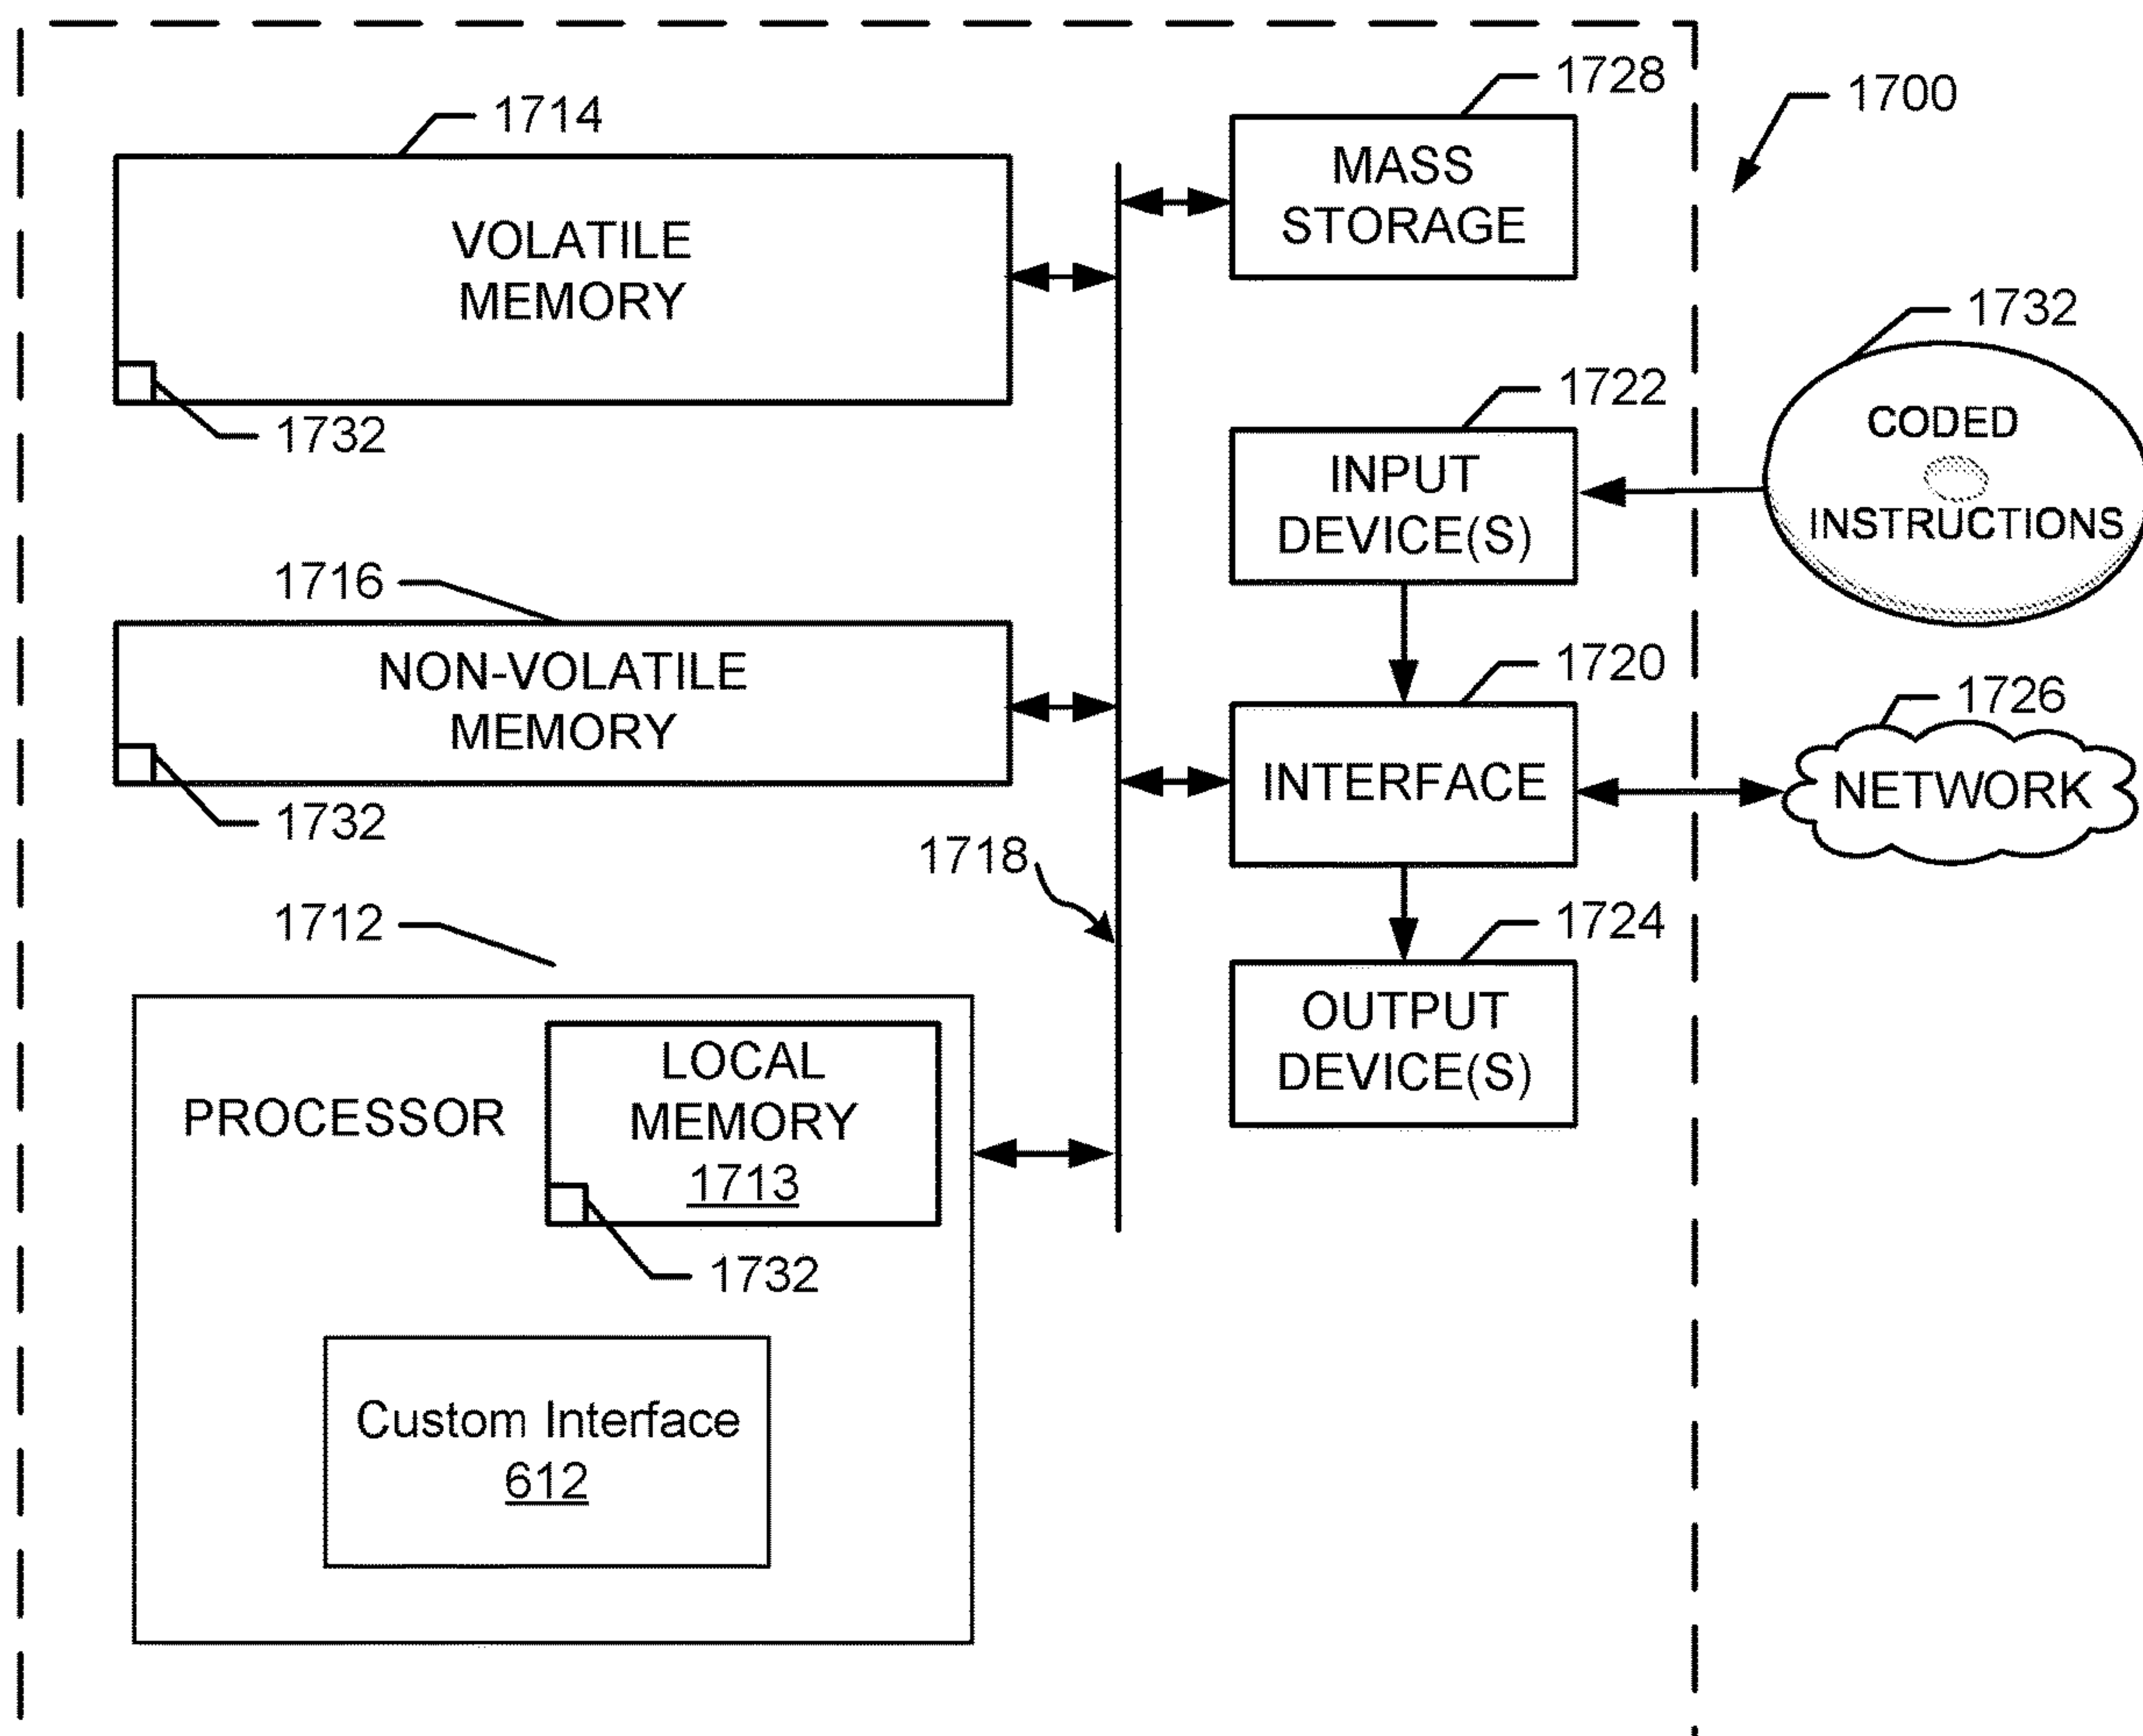 1728
1700
1714
MASS
STORAGE
VOLATILE
MEMORY
1732
1732
1722
CODED
INSTRUCTIONS
INPUT
DEVICE(S)
1716
1720
1726
NON-VOLATILE
MEMORY
INTERFACE
NETWORK
1732
1718
1712
1724
OUTPUT
DEVICE(S)
PROCESSOR
LOCAL
MEMORY
1713
1732
Custom Interface
612